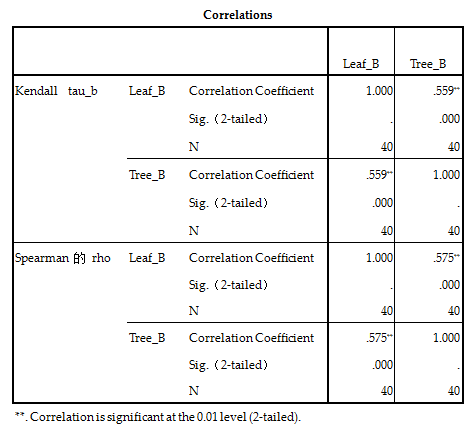 Correlations
Leaf_B Tree_B
Kendall tau_b Leaf_B Correlation Coefficient 1.000 .559**
Sig.（2-tailed） . .000
N 40 40
Tree_B Correlation Coefficient .559** 1.000
Sig.（2-tailed） .000 .
N 40 40
Spearman 的 rho Leaf_B Correlation Coefficient 1.000 .575**
Sig.（2-tailed） . .000
N 40 40
Tree_B Correlation Coefficient .575** 1.000
Sig.（2-tailed） .000 .
N 40 40
**. Correlation is significant at the 0.01 level (2-tailed).